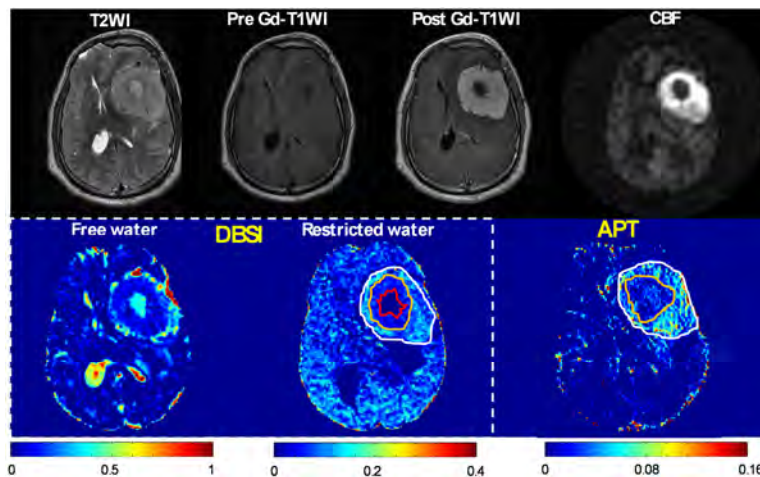 T2WI
Pre Gd-T1WI
Post Gd-T1WI
CBF
Free water
DBSI
Restricted water
APT
0
0.5
1
0
0.2
0.4
0
0.08
0.16